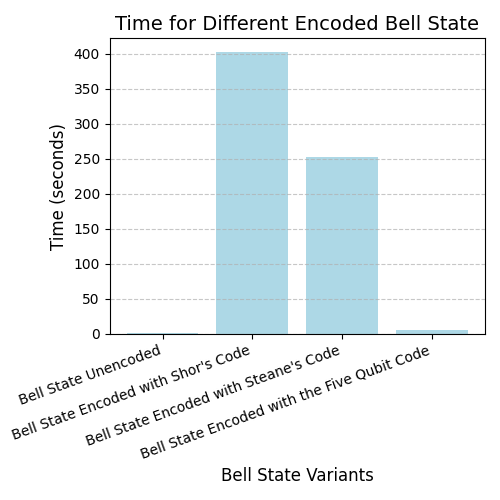 Time for Different Encoded Bell State
Time (seconds)
400
350
300
250
200
150
100
50
0
Bell State Unencoded
Bell State Encoded with Shor's Code
Bell State Encoded with Steane's Code
Bell State Encoded with the Five Qubit Code
Bell State Variants